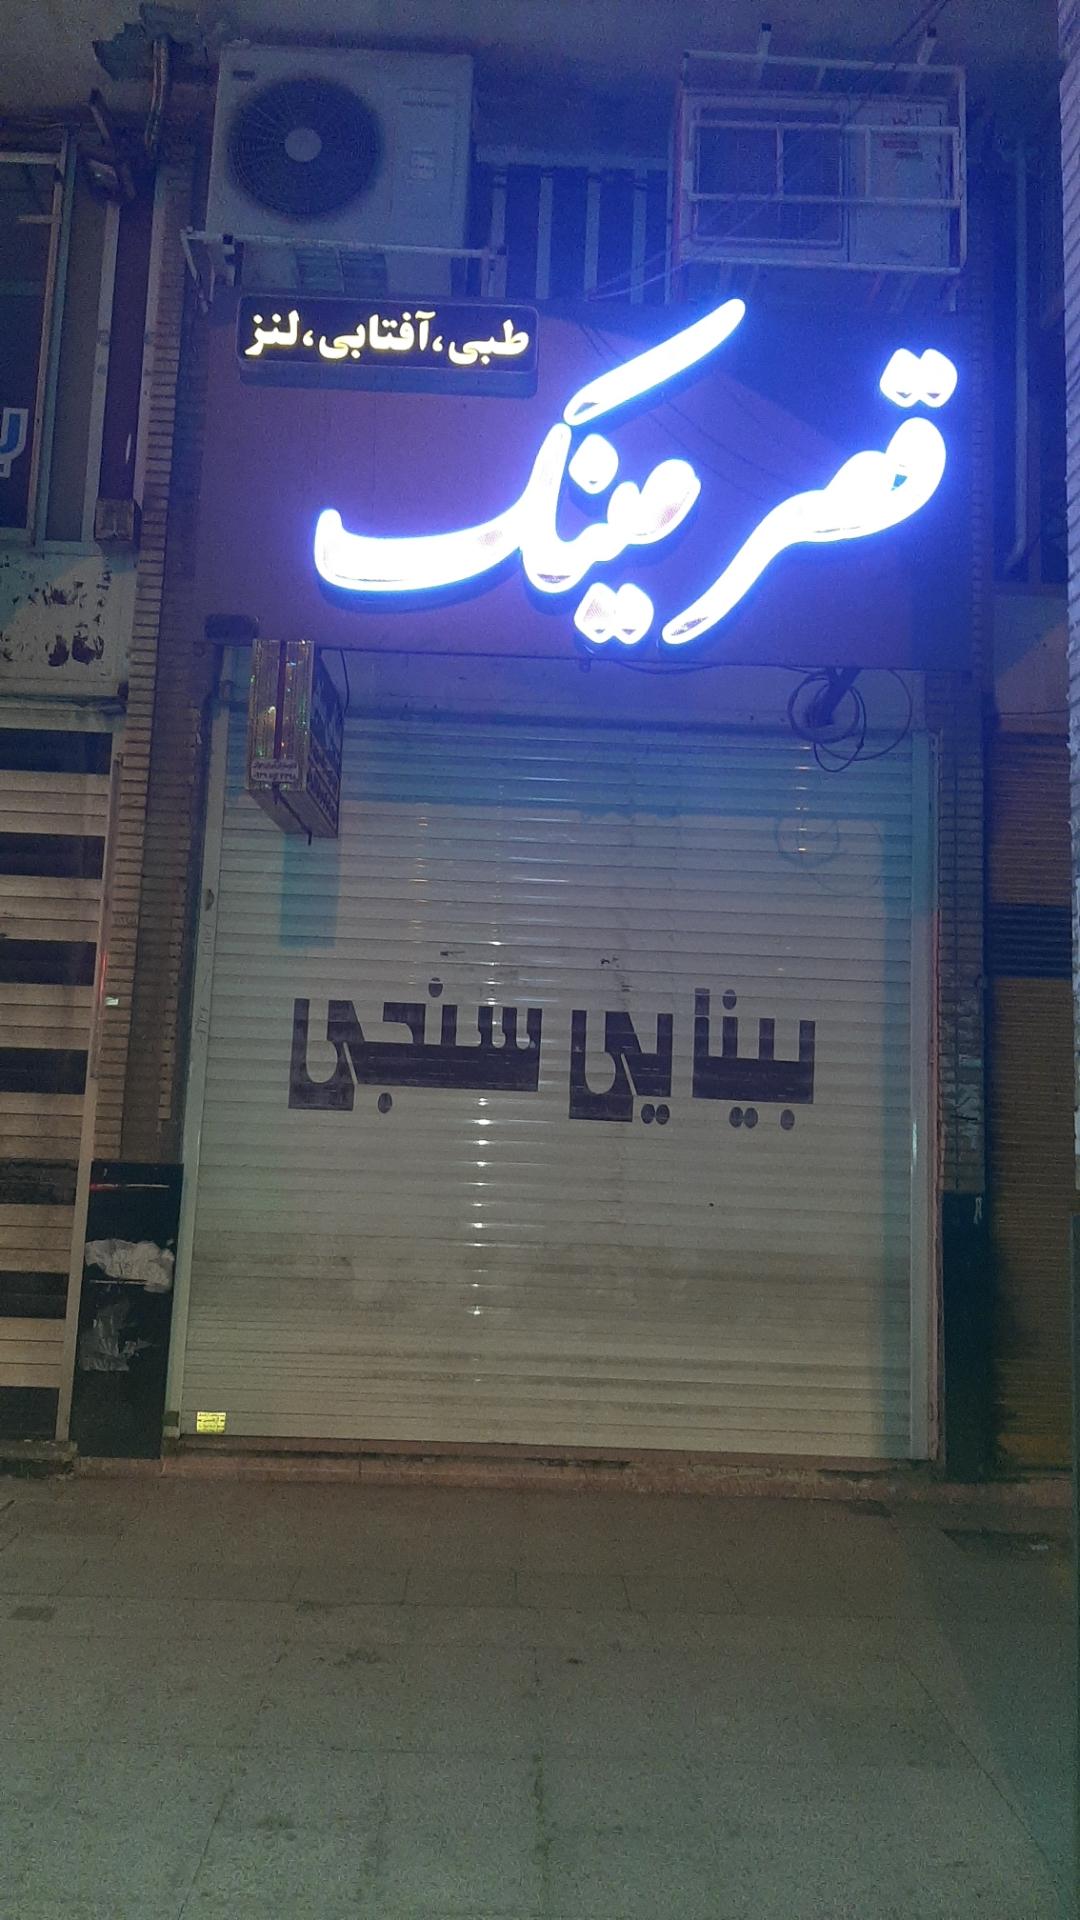 طبی، آفتابی، لنز
قصر عینک
بینایی سنجی